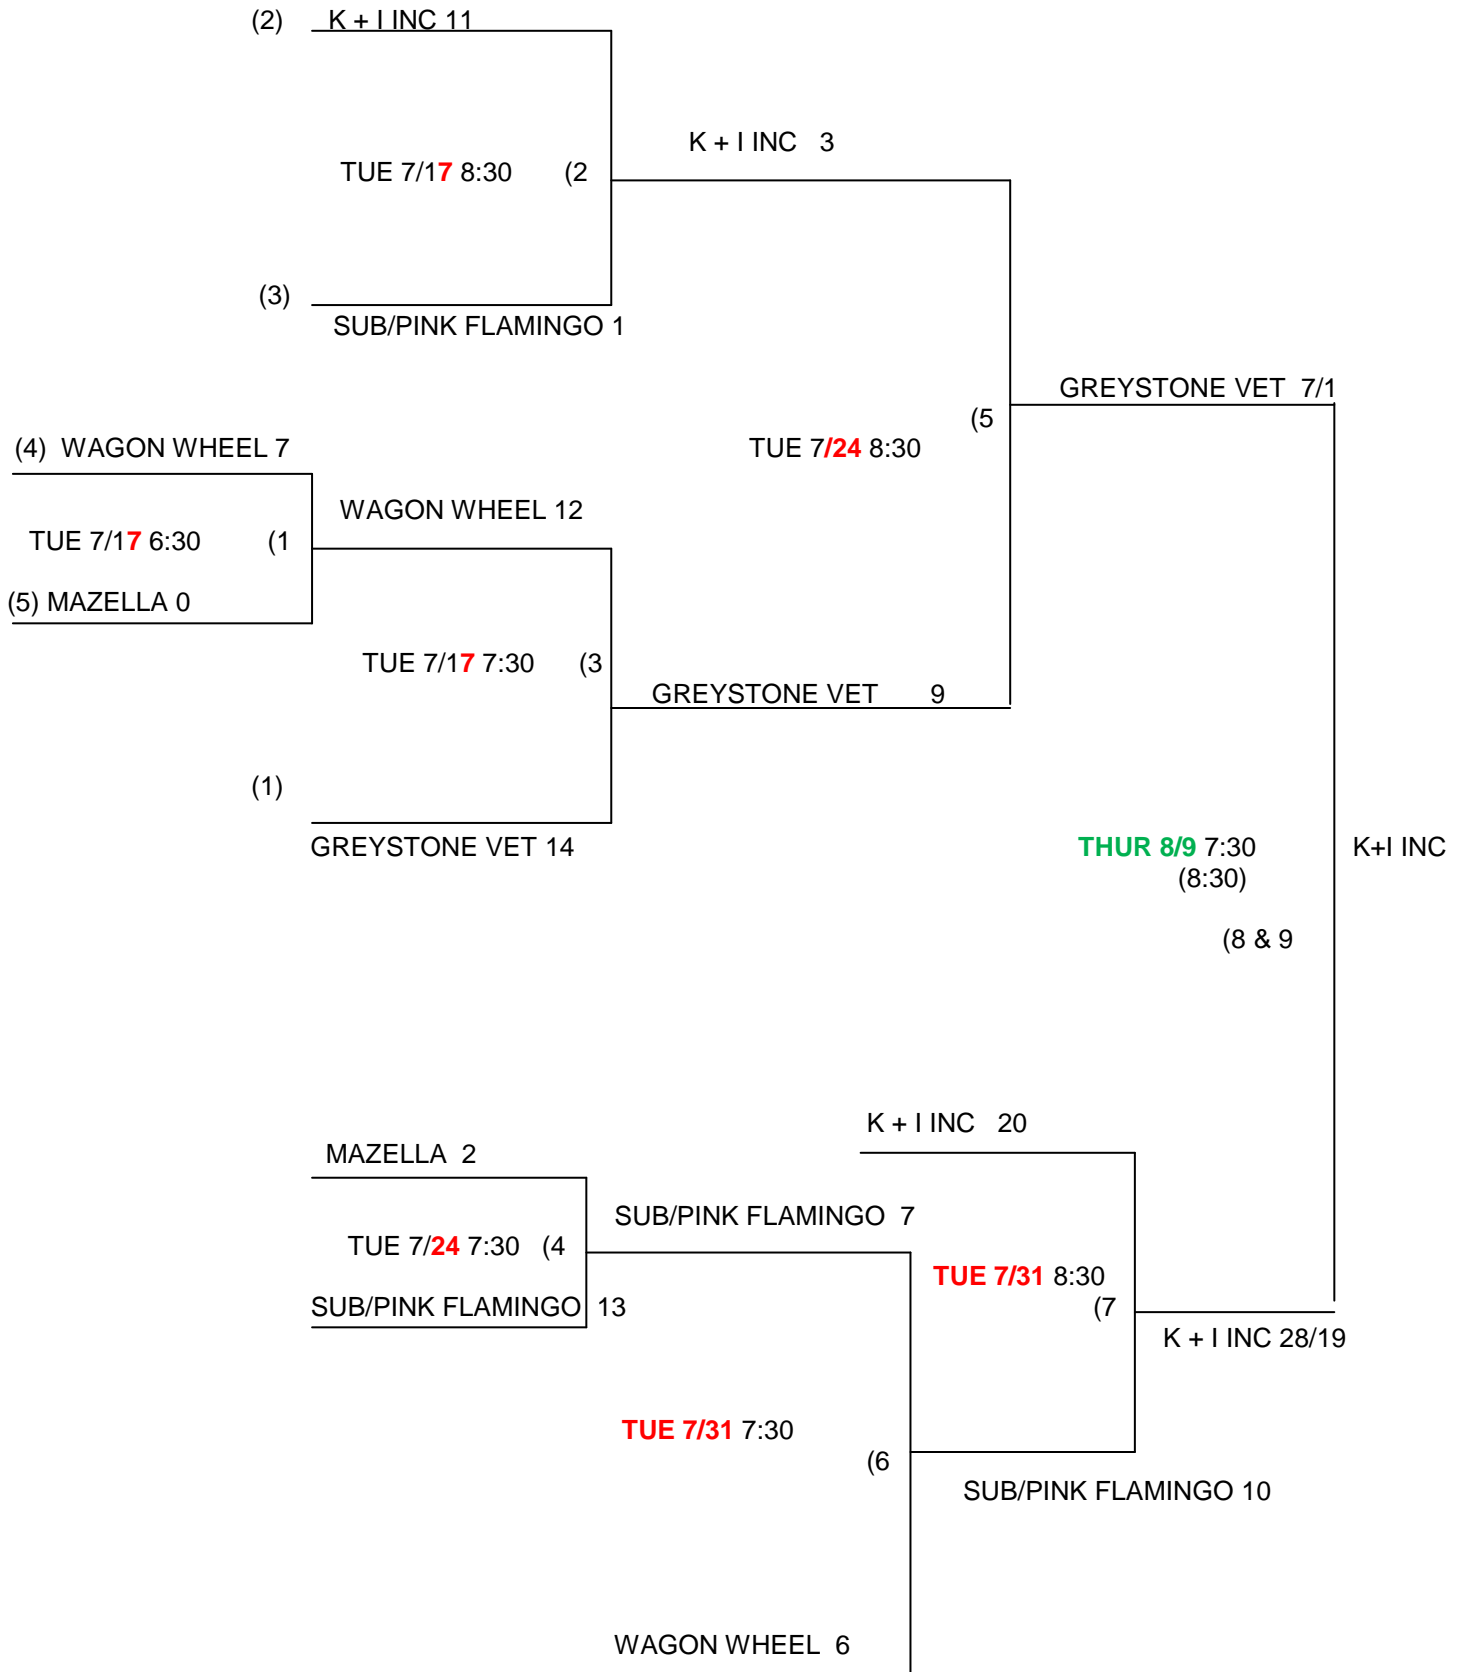 (2) K + I INC 11
K + I INC 3
TUE 7/17 8:30 (2
(3)
SUB/PINK FLAMINGO 1
GREYSTONE VET 7/1
(5
(4) WAGON WHEEL 7
TUE 7/24 8:30
WAGON WHEEL 12
TUE 7/17 6:30 (1
(5) MAZELLA 0
TUE 7/17 7:30 (3
GREYSTONE VET 9
(1)
GREYSTONE VET 14
THUR 8/9 7:30
K+I INC
(8:30)
(8 & 9
K + I INC 20
MAZELLA 2
SUB/PINK FLAMINGO 7
TUE 7/24 7:30 (4
TUE 7/31 8:30
SUB/PINK FLAMINGO 13
(7
K + I INC 28/19
TUE 7/31 7:30
(6
SUB/PINK FLAMINGO 10
WAGON WHEEL 6